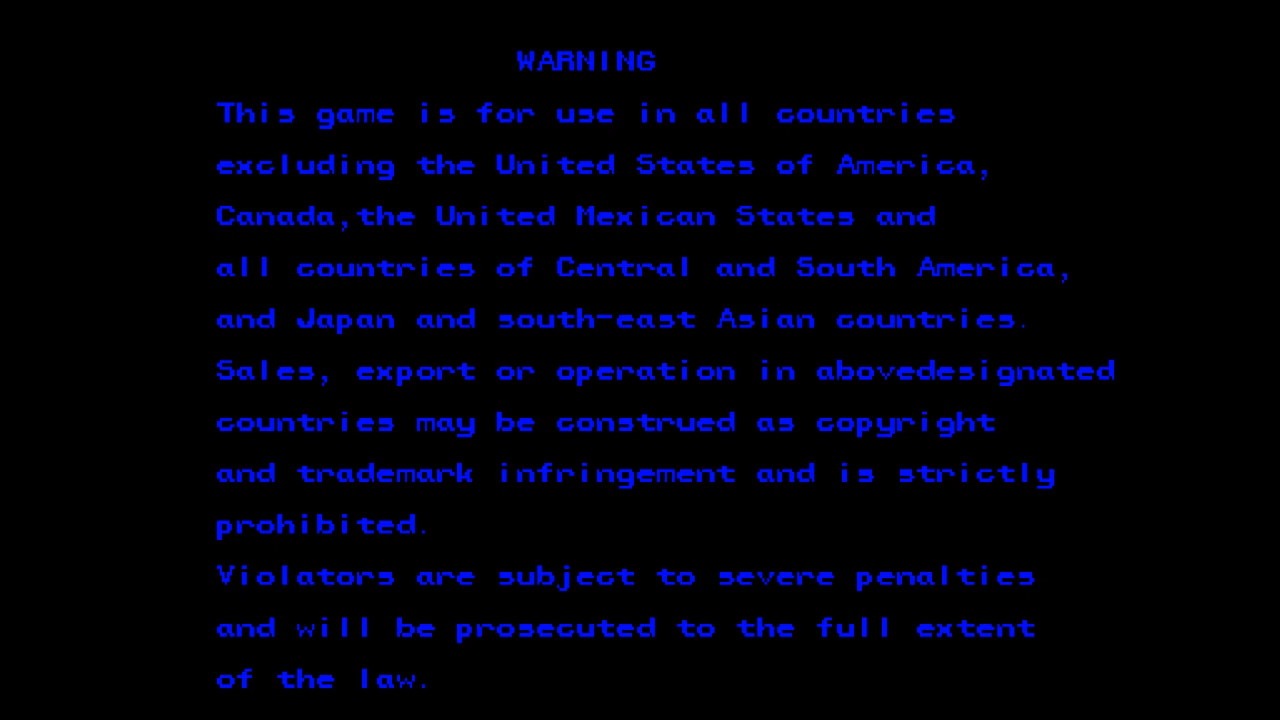 WARNING
This game is for use in all countries
excluding the United States of America,
Canada,the United Mexican States and
all countries of Central and South America,
and Japan and south-east Asian countries.
Sales, export or operation in abovedesignated
countries may be construed as copyright
and trademark infringement and is strictly
prohibited.
Violators are subject to severe penalties
and will be prosecuted to the full extent
of the law.